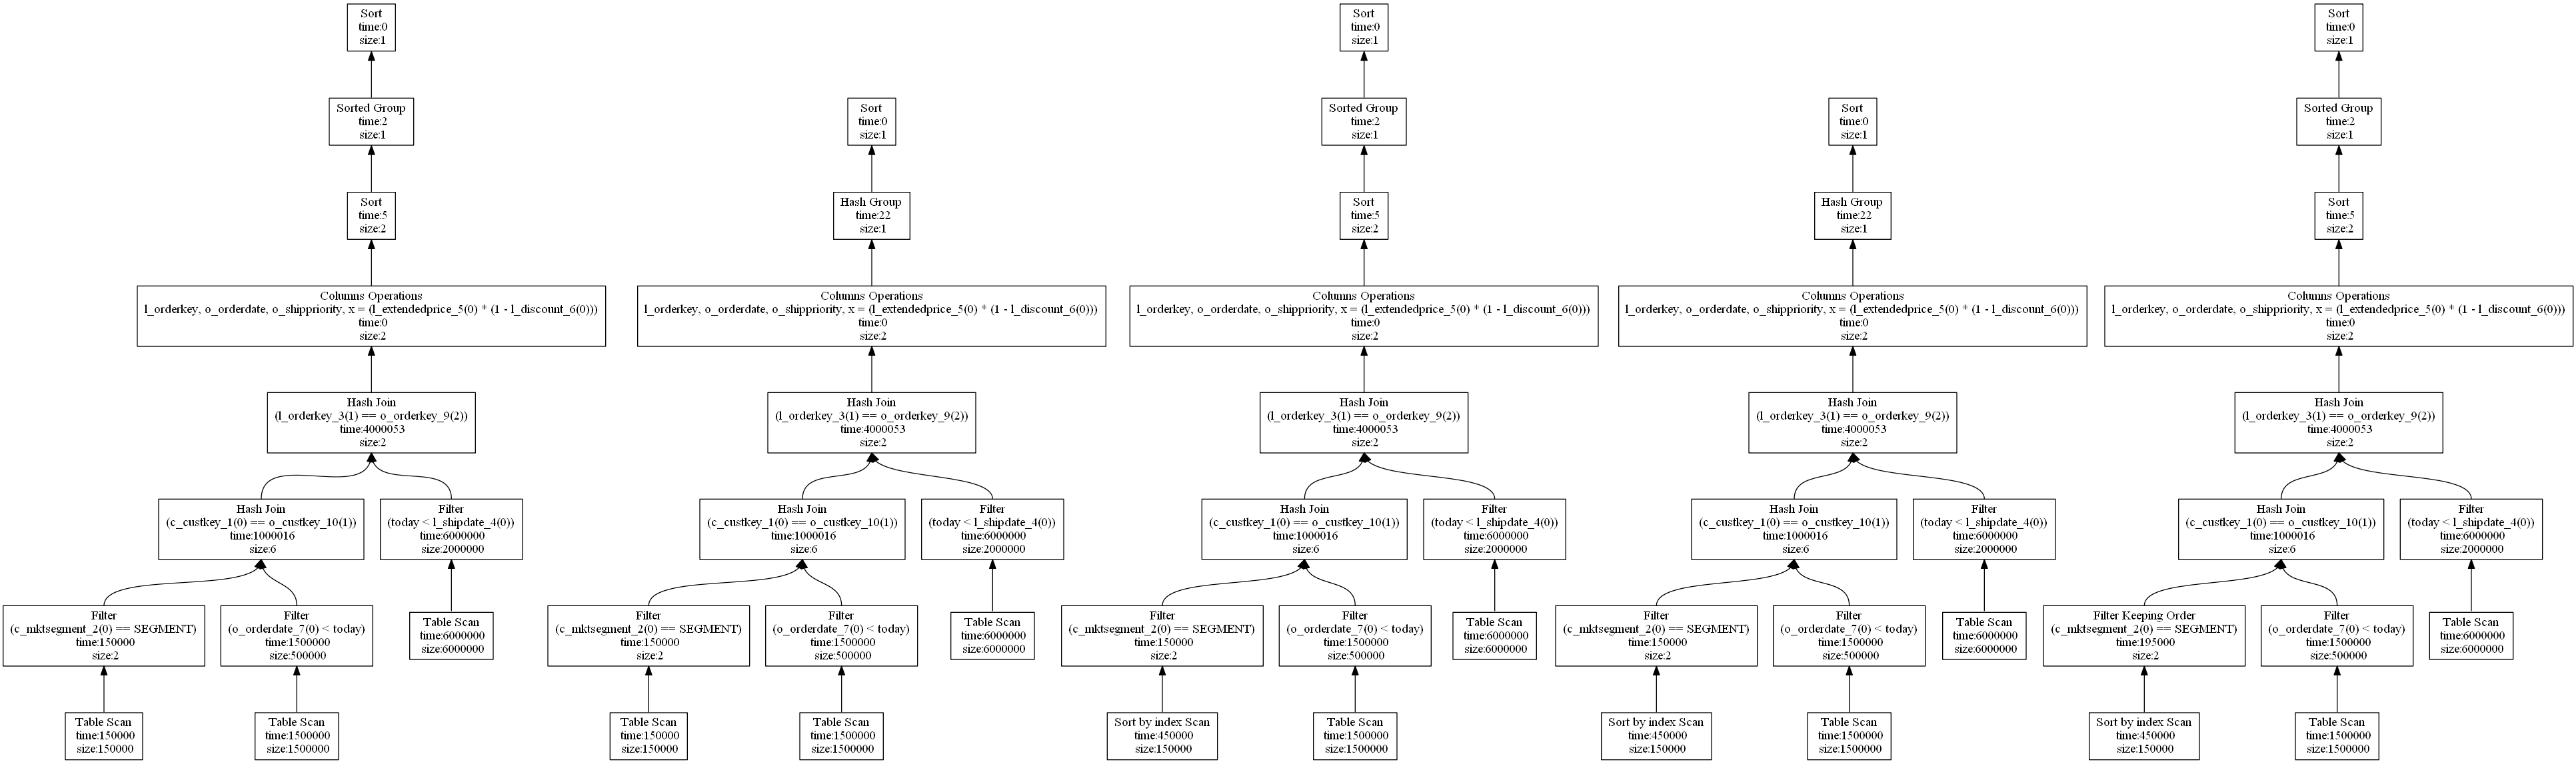 Sort
time:0
size:1
Sorted Group
time:2
size:1
Sort
time:5
size:2
Columns Operations
l_orderkey, o_orderdate, o_shippriority, x = (l_extendedprice_5(0) * (1 - l_discount_6(0)))
time:0
size:2
Hash Join
(l_orderkey_3(1) == o_orderkey_9(2))
time:4000053
size:2
Hash Join
(c_custkey_1(0) == o_custkey_10(1))
time:1000016
size:6
Filter
(today < l_shipdate_4(0))
time:6000000
size:2000000
Filter
(c_mktsegment_2(0) == SEGMENT)
time:150000
size:2
Filter
(o_orderdate_7(0) < today)
time:1500000
size:500000
Table Scan
time:6000000
size:6000000
Table Scan
time:150000
size:150000
Table Scan
time:1500000
size:1500000
Sort
time:0
size:1
Hash Group
time:22
size:1
Columns Operations
l_orderkey, o_orderdate, o_shippriority, x = (l_extendedprice_5(0) * (1 - l_discount_6(0)))
time:0
size:2
Hash Join
(l_orderkey_3(1) == o_orderkey_9(2))
time:4000053
size:2
Hash Join
(c_custkey_1(0) == o_custkey_10(1))
time:1000016
size:6
Filter
(today < l_shipdate_4(0))
time:6000000
size:2000000
Filter
(c_mktsegment_2(0) == SEGMENT)
time:150000
size:2
Filter
(o_orderdate_7(0) < today)
time:1500000
size:500000
Table Scan
time:6000000
size:6000000
Table Scan
time:150000
size:150000
Table Scan
time:1500000
size:1500000
Sort
time:0
size:1
Sorted Group
time:2
size:1
Sort
time:5
size:2
Columns Operations
l_orderkey, o_orderdate, o_shippriority, x = (l_extendedprice_5(0) * (1 - l_discount_6(0)))
time:0
size:2
Hash Join
(l_orderkey_3(1) == o_orderkey_9(2))
time:4000053
size:2
Hash Join
(c_custkey_1(0) == o_custkey_10(1))
time:1000016
size:6
Filter
(today < l_shipdate_4(0))
time:6000000
size:2000000
Filter
(c_mktsegment_2(0) == SEGMENT)
time:150000
size:2
Filter
(o_orderdate_7(0) < today)
time:1500000
size:500000
Table Scan
time:6000000
size:6000000
Sort by index Scan
time:450000
size:150000
Table Scan
time:1500000
size:1500000
Sort
time:0
size:1
Hash Group
time:22
size:1
Columns Operations
l_orderkey, o_orderdate, o_shippriority, x = (l_extendedprice_5(0) * (1 - l_discount_6(0)))
time:0
size:2
Hash Join
(l_orderkey_3(1) == o_orderkey_9(2))
time:4000053
size:2
Hash Join
(c_custkey_1(0) == o_custkey_10(1))
time:1000016
size:6
Filter
(today < l_shipdate_4(0))
time:6000000
size:2000000
Filter
(c_mktsegment_2(0) == SEGMENT)
time:150000
size:2
Filter
(o_orderdate_7(0) < today)
time:1500000
size:500000
Table Scan
time:6000000
size:6000000
Sort by index Scan
time:450000
size:150000
Table Scan
time:1500000
size:1500000
Sort
time:0
size:1
Sorted Group
time:2
size:1
Sort
time:5
size:2
Columns Operations
l_orderkey, o_orderdate, o_shippriority, x = (l_extendedprice_5(0) * (1 - l_discount_6(0)))
time:0
size:2
Hash Join
(l_orderkey_3(1) == o_orderkey_9(2))
time:4000053
size:2
Hash Join
(c_custkey_1(0) == o_custkey_10(1))
time:1000016
size:6
Filter
(today < l_shipdate_4(0))
time:6000000
size:2000000
Filter Keeping Order
(c_mktsegment_2(0) == SEGMENT)
time:195000
size:2
Filter
(o_orderdate_7(0) < today)
time:1500000
size:500000
Table Scan
time:6000000
size:6000000
Sort by index Scan
time:450000
size:150000
Table Scan
time:1500000
size:1500000